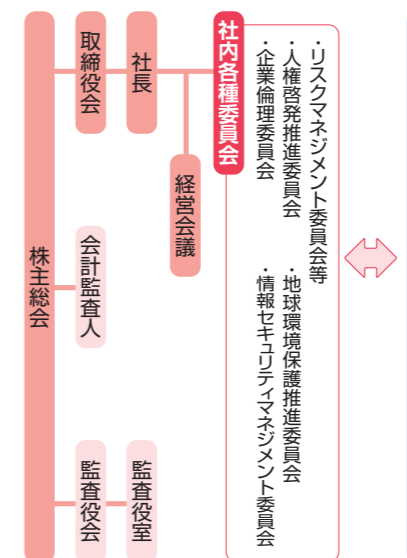 株主総会
取締役会
社長
経営会議
社内各種委員会
・企業倫理委員会
・人権啓発推進委員会
・リスクマネジメント委員会等
・情報セキュリティマネジメント委員会
・地球環境保護推進委員会
会計監査人
監査役会
監査役室